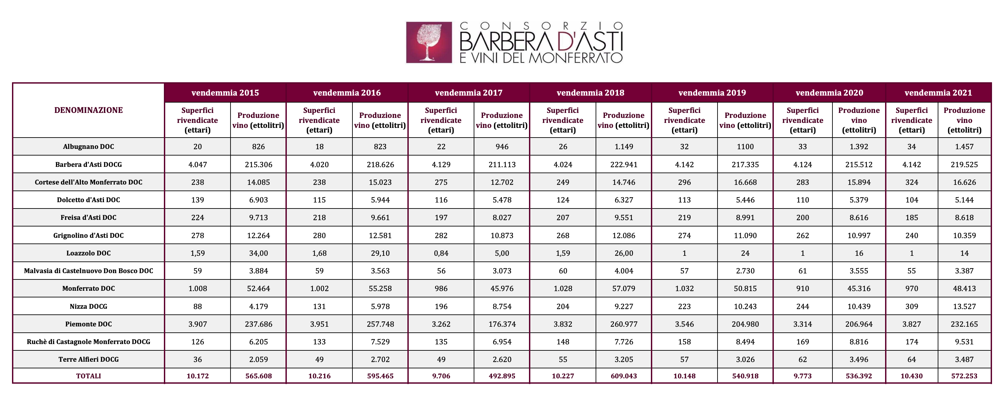 CONSORZIO
BARBERA D'ASTI
E VINI DEL MONFERRATO
DENOMINAZIONE vendemmia 2015 vendemmia 2016 vendemmia 2017 vendemmia 2018 vendemmia 2019 vendemmia 2020 vendemmia 2021
Superfici rivendicate (ettari) Produzione vino (ettolitri) Superfici rivendicate (ettari) Produzione vino (ettolitri) Superfici rivendicate (ettari) Produzione vino (ettolitri) Superfici rivendicate (ettari) Produzione vino (ettolitri) Superfici rivendicate (ettari) Produzione vino (ettolitri) Superfici rivendicate (ettari) Produzione vino (ettolitri) Superfici rivendicate (ettari) Produzione vino (ettolitri)
Albugnano DOC 20 826 18 823 22 946 26 1.149 32 1100 33 1.392 34 1.457
Barbera d'Asti DOCG 4.047 215.306 4.020 218.626 4.129 211.113 4.024 222.941 4.142 217.335 4.124 215.512 4.142 219.525
Cortese dell'Alto Monferrato DOC 238 14.085 238 15.023 275 12.702 249 14.746 296 16.668 283 15.894 324 16.626
Dolcetto d'Asti DOC 139 6.903 115 5.944 116 5.478 124 6.327 113 5.446 110 5.379 104 5.144
Freisa d'Asti DOC 224 9.713 218 9.661 197 8.027 207 9.551 219 8.991 200 8.616 185 8.618
Grignolino d'Asti DOC 278 12.264 280 12.581 282 10.873 268 12.086 274 11.090 262 10.997 240 10.359
Loazzolo DOC 1,59 34,00 1,68 29,10 0,84 5,00 1,59 26,00 1 24 1 16 1 14
Malvasia di Castelnuovo Don Bosco DOC 59 3.884 59 3.563 56 3.073 60 4.004 57 2.730 61 3.555 55 3.387
Monferrato DOC 1.008 52.464 1.002 55.258 986 45.976 1.028 57.079 1.032 50.815 910 45.316 970 48.413
Nizza DOCG 88 4.179 131 5.978 196 8.754 204 9.227 223 10.243 244 10.439 309 13.527
Piemonte DOC 3.907 237.686 3.951 257.748 3.262 176.374 3.832 260.977 3.546 204.980 3.314 206.964 3.827 232.165
Ruchè di Castagnole Monferrato DOCG 126 6.205 133 7.529 135 6.954 148 7.726 158 8.494 169 8.816 174 9.531
Terre Alfieri DOCG 36 2.059 49 2.702 49 2.620 55 3.205 57 3.026 62 3.496 64 3.487
TOTALI 10.172 565.608 10.216 595.465 9.706 492.895 10.227 609.043 10.148 540.918 9.773 536.392 10.430 572.253